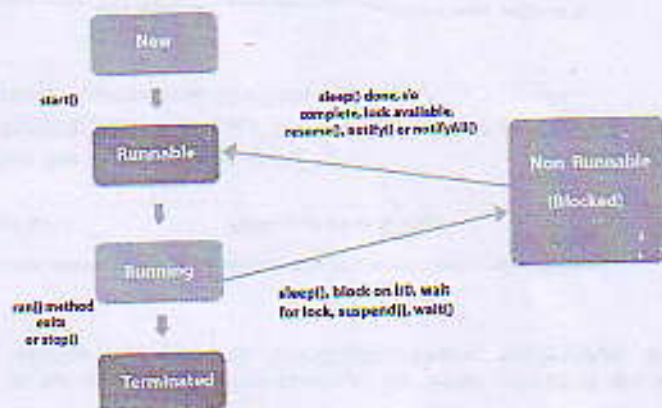 New
start()
sleep() done, i/o
complete, lock available,
resume(), notify() or notifyAll()
Runnable
Non Runnable
(Blocked)
Running
run() method
exits
or stop()
sleep(), block on I/O, wait
for lock, suspend(), wait()
Terminated